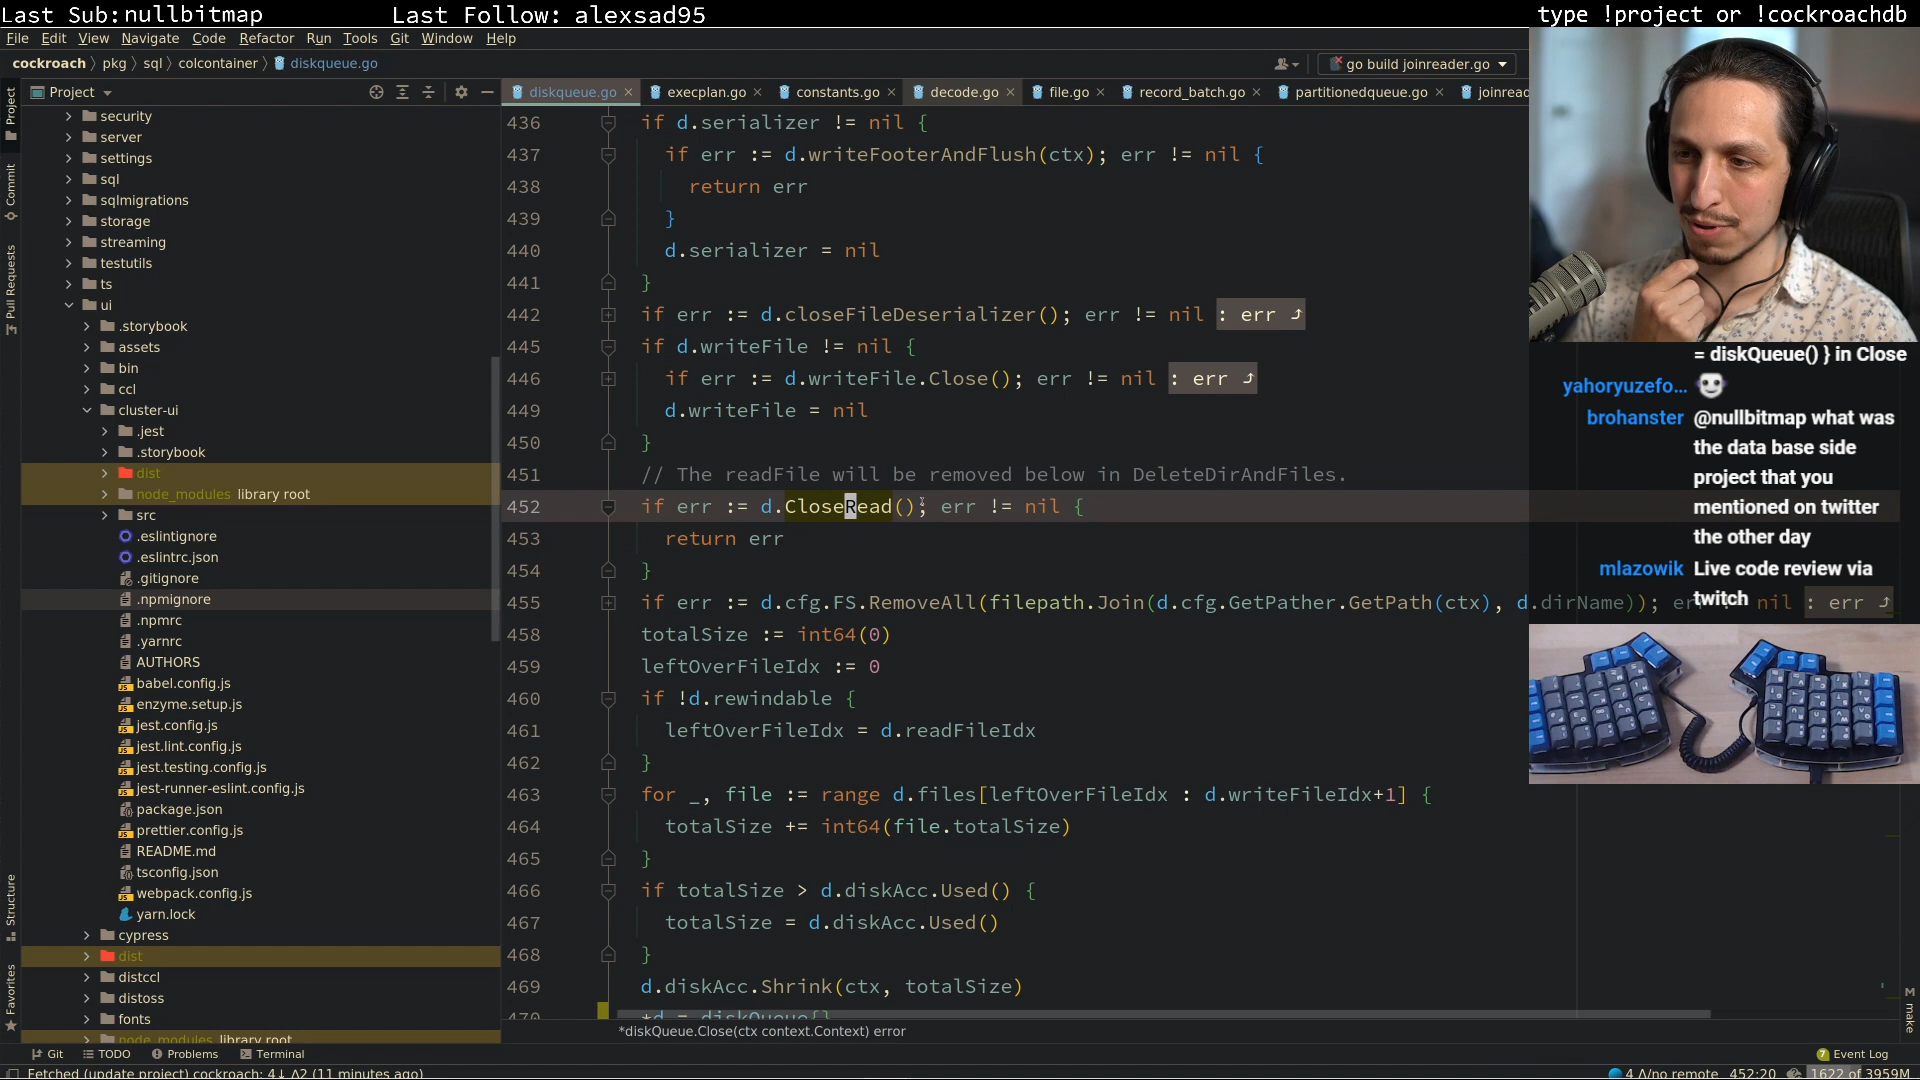 Last Sub:nullbitmap
Last Follow: alexsad95
type !project or !cockroachdb
File Edit View Navigate Code Refactor Run Tools Git Window Help
cockroach pkg sql colcontainer diskqueue.go
go build joinreader.go
Project
diskqueue.go execplan.go constants.go decode.go file.go record_batch.go partitionedqueue.go joinread
Project
Commit
Pull Requests
Structure
Favorites
security
server
settings
sql
sqlmigrations
storage
streaming
testutils
ts
ui
.storybook
assets
bin
ccl
cluster-ui
.jest
.storybook
dist
node_modules library root
src
.eslintignore
.eslintrc.json
.gitignore
.npmignore
.npmrc
.yarnrc
AUTHORS
babel.config.js
enzyme.setup.js
jest.config.js
jest.lint.config.js
jest.testing.config.js
jest-runner-eslint.config.js
package.json
prettier.config.js
README.md
tsconfig.json
webpack.config.js
yarn.lock
cypress
dist
distccl
distoss
fonts
node_modules library root
436 if d.serializer != nil {
437 if err := d.writeFooterAndFlush(ctx); err != nil {
438 return err
439 }
440 d.serializer = nil
441 }
442 if err := d.closeFileDeserializer(); err != nil : err
445 if d.writeFile != nil {
446 if err := d.writeFile.Close(); err != nil : err
449 d.writeFile = nil
450 }
451 // The readFile will be removed below in DeleteDirAndFiles.
452 if err := d.CloseRead(); err != nil {
453 return err
454 }
455 if err := d.cfg.FS.RemoveAll(filepath.Join(d.cfg.GetPather.GetPath(ctx), d.dirName)); err != nil : err
458 totalSize := int64(0)
459 leftOverFileIdx := 0
460 if !d.rewindable {
461 leftOverFileIdx = d.readFileIdx
462 }
463 for _, file := range d.files[leftOverFileIdx : d.writeFileIdx+1] {
464 totalSize += int64(file.totalSize)
465 }
466 if totalSize > d.diskAcc.Used() {
467 totalSize = d.diskAcc.Used()
468 }
469 d.diskAcc.Shrink(ctx, totalSize)
470 *d = diskQueue{}
*diskQueue.Close(ctx context.Context) error
= diskQueue() } in Close
yahoryuzefo...
brohanster @nullbitmap what was
the data base side
project that you
mentioned on twitter
the other day
mlazowik Live code review via
twitch
M make
Git TODO Problems Terminal
7 Event Log
Fetched (update project) cockroach: 4↓ Δ2 (11 minutes ago)
4 Δ/no remote 452:20 1622 of 3959M